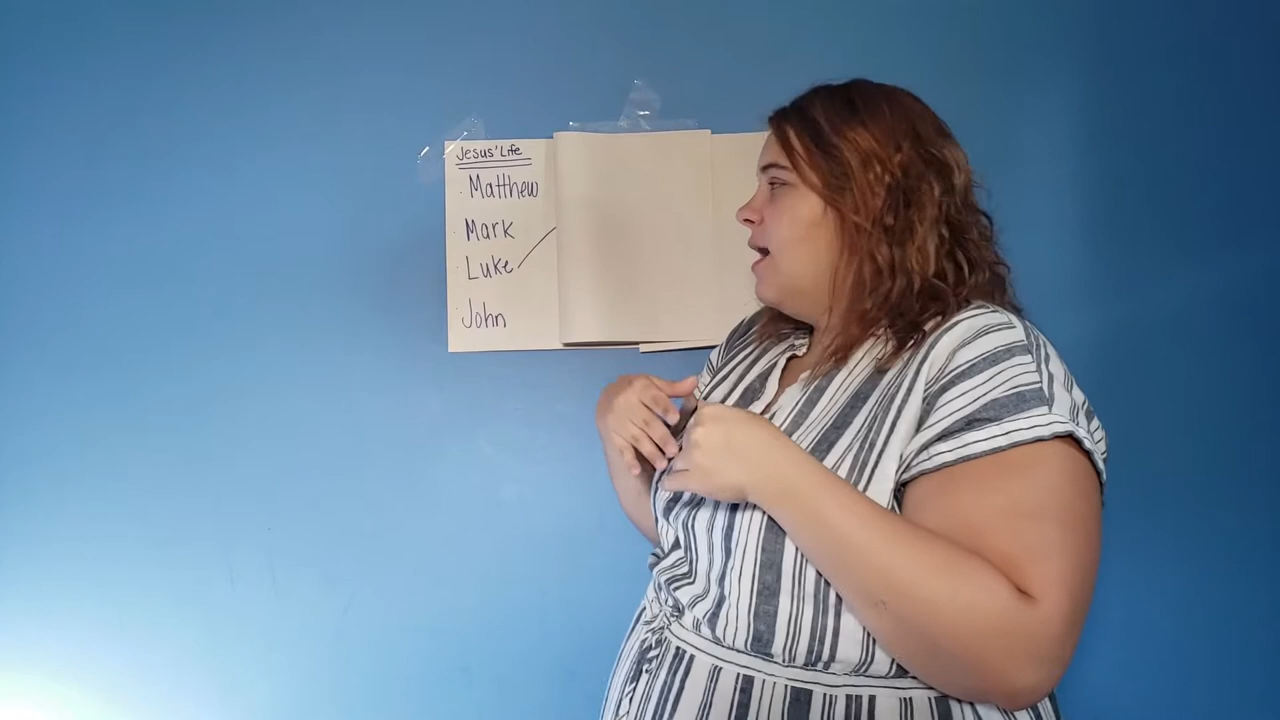 Jesus' Life
· Matthew
· Mark
· Luke
· John